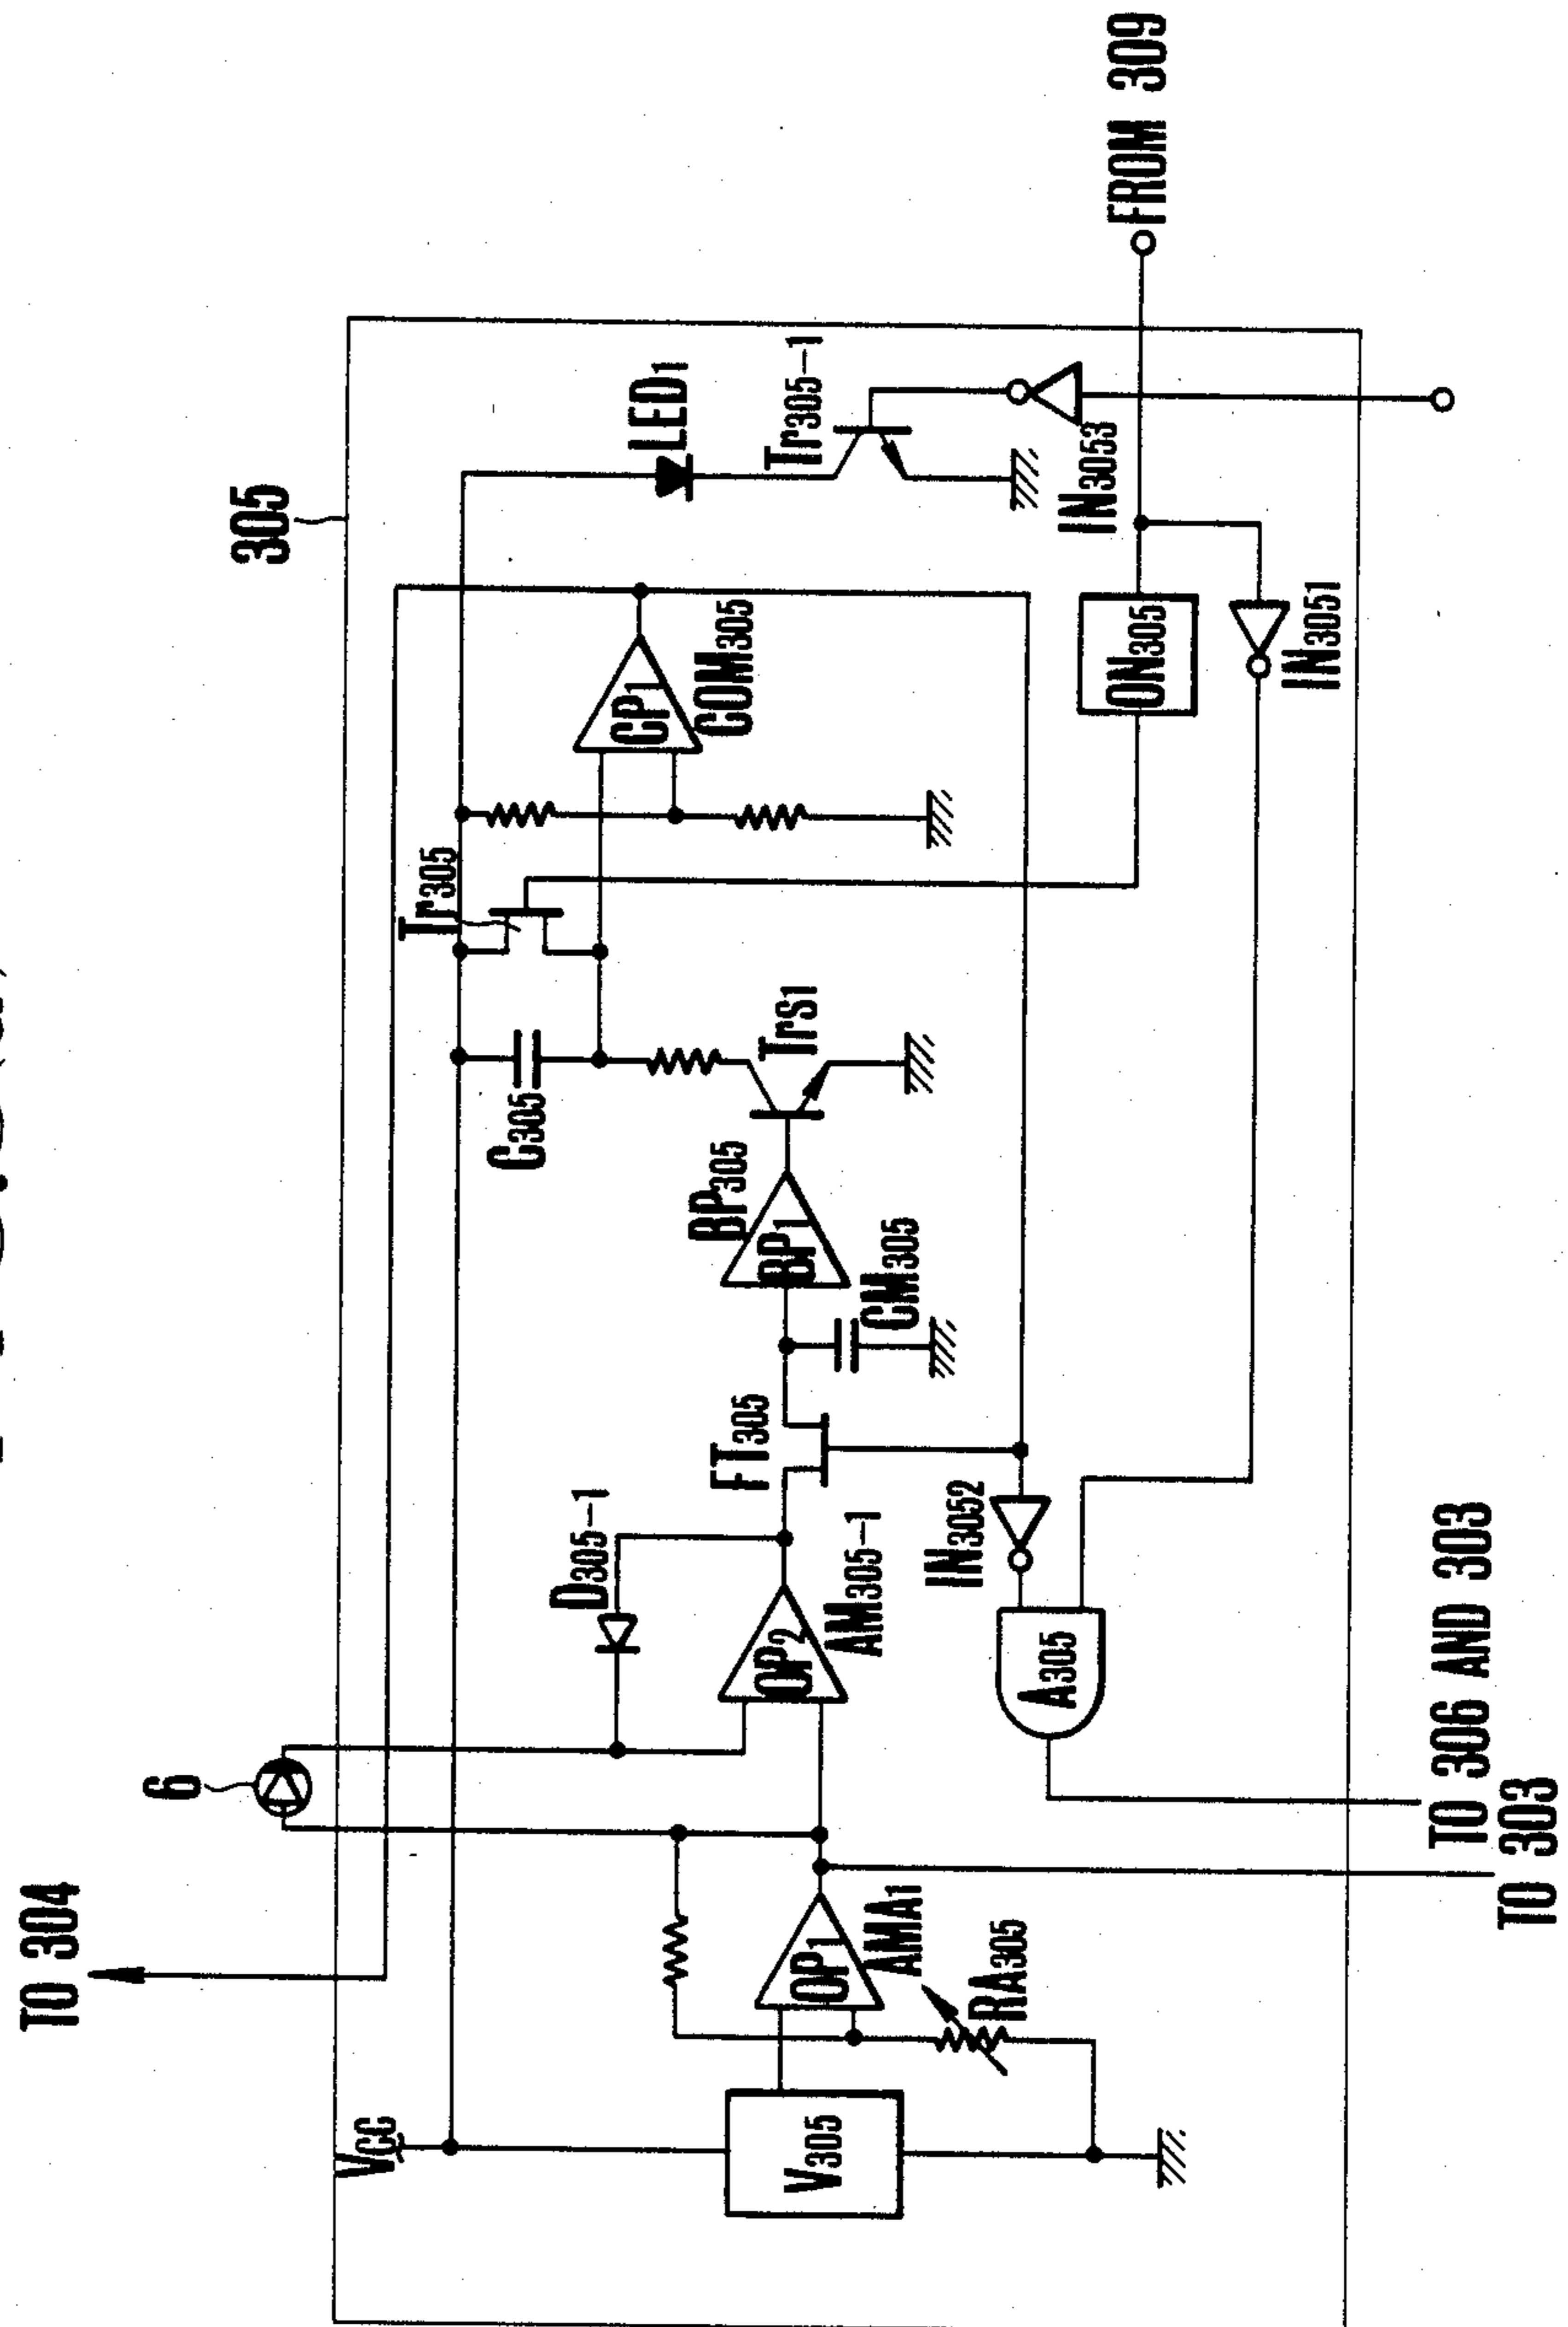 305
TO 304
6
VCC
Tr305
LED1
C305
CP1
COM305
Tr305-1
D305-1
FT305
BP305
BP1
TrS1
CM305
OP2
AM305-1
OP1
AMA1
V305
RA305
IN3052
A305
ON305
IN3053
IN3051
FROM 309
TO 306 AND 303
TO 303